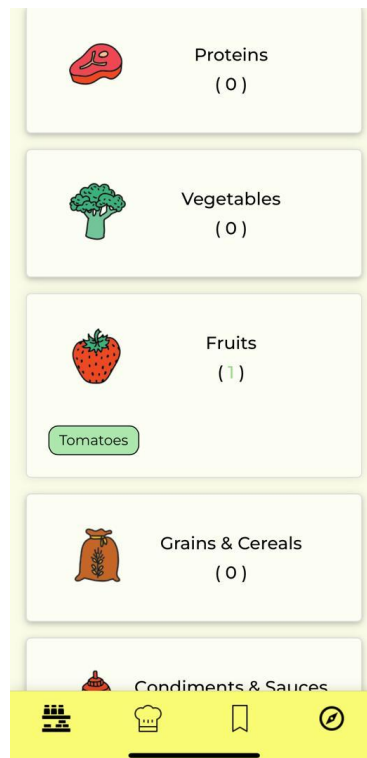 Proteins
( 0 )
Vegetables
( 0 )
Fruits
( 1 )
Tomatoes
Grains & Cereals
( 0 )
Condiments & Sauces